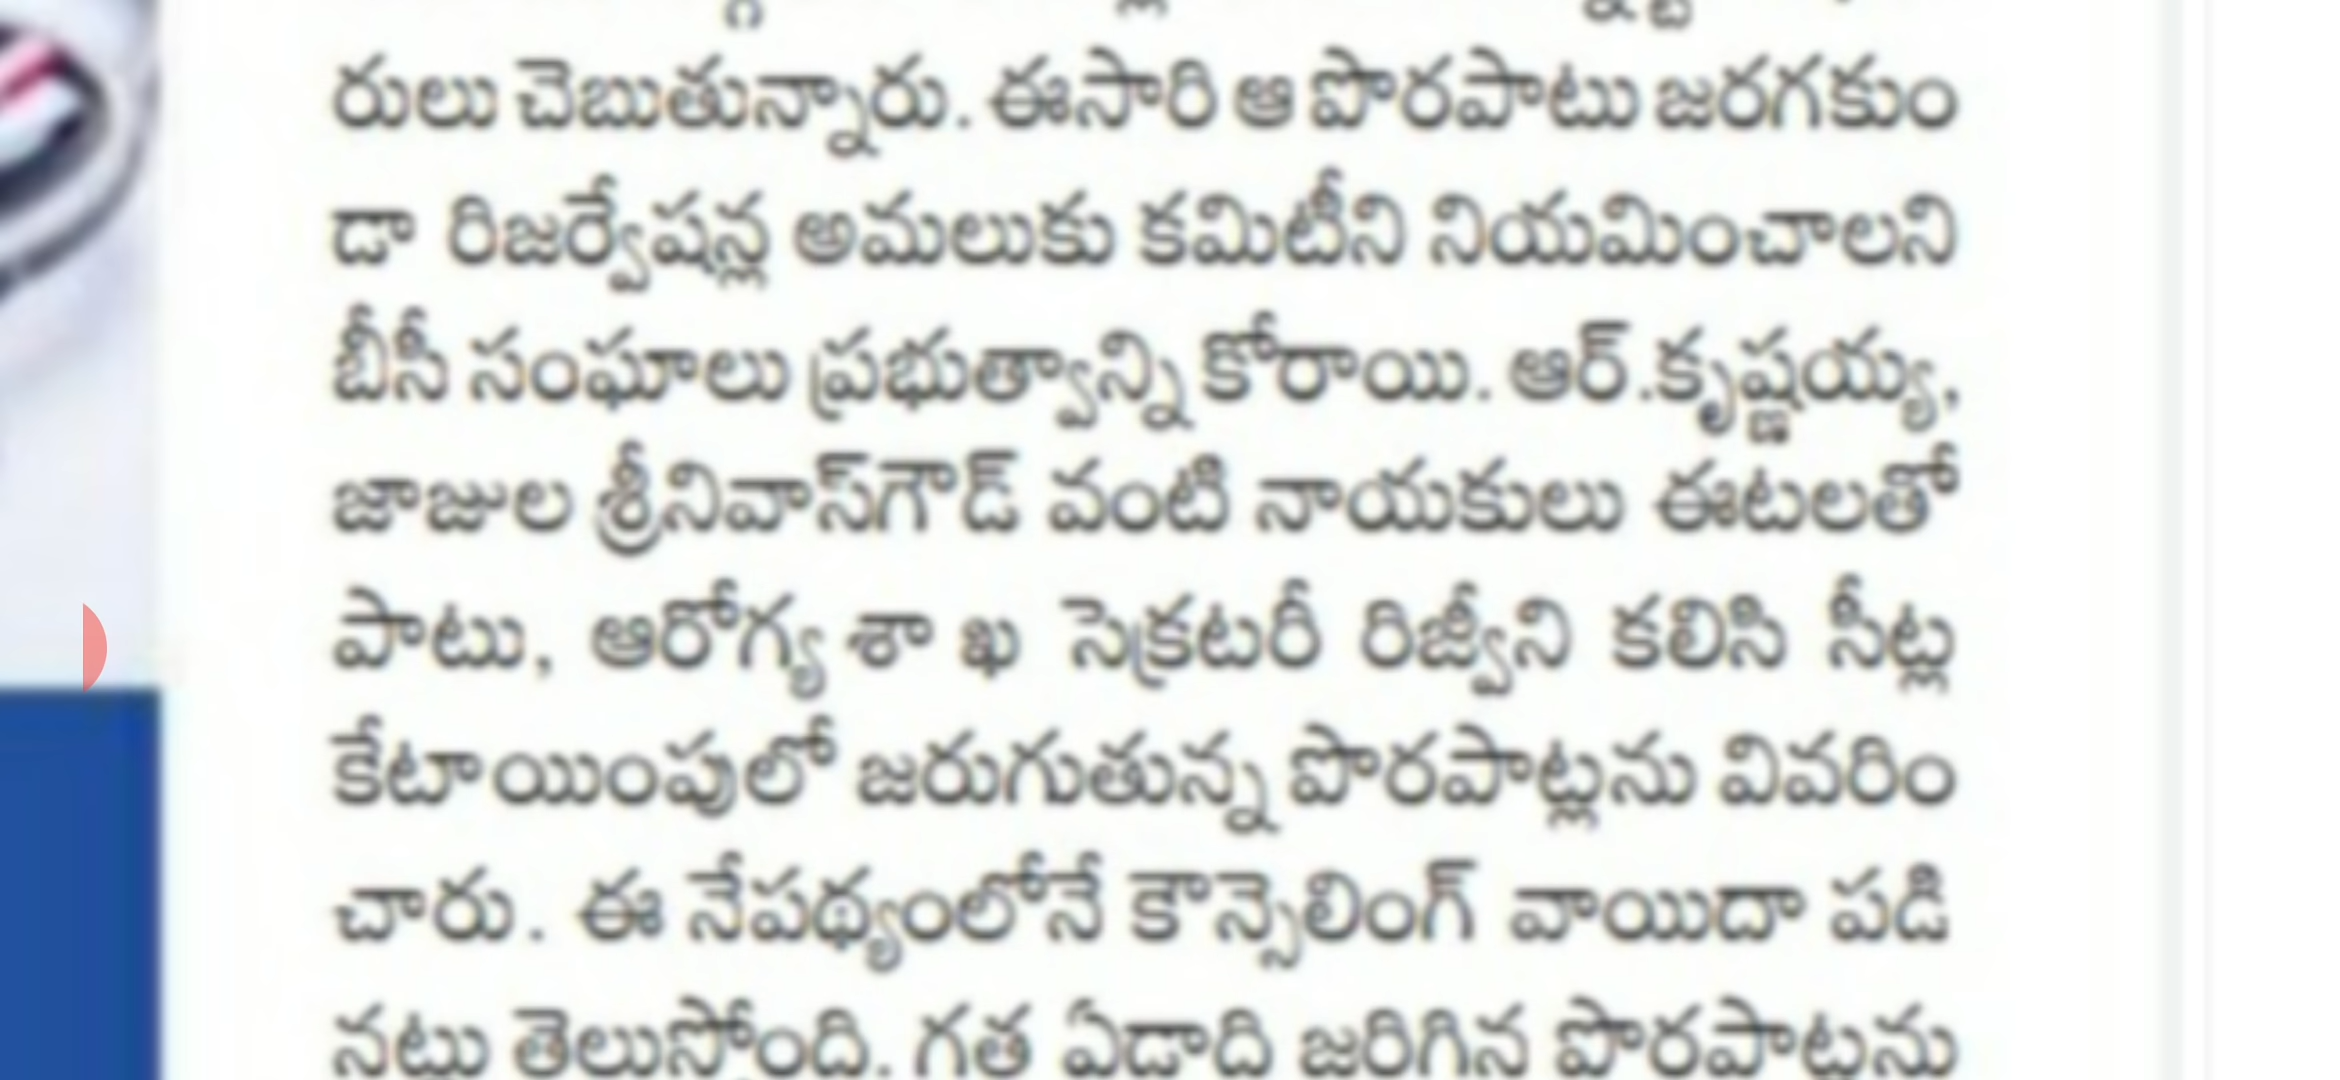 రులు చెబుతున్నారు. ఈసారి ఆ పొరపాటు జరగకుం
డా రిజర్వేషన్ల అమలుకు కమిటీని నియమించాలని
బీసీ సంఘాలు ప్రభుత్వాన్ని కోరాయి. ఆర్.కృష్ణయ్య,
జాజుల శ్రీనివాస్‌గౌడ్ వంటి నాయకులు ఈటలతో
పాటు, ఆరోగ్య శా ఖ సెక్రటరీ రిజ్వీని కలిసి సీట్ల
కేటాయింపులో జరుగుతున్న పొరపాట్లను వివరిం
చారు. ఈ నేపథ్యంలోనే కౌన్సెలింగ్ వాయిదా పడి
నట్లు తెలుస్తోంది. గత ఏడాది జరిగిన పొరపాట్లను